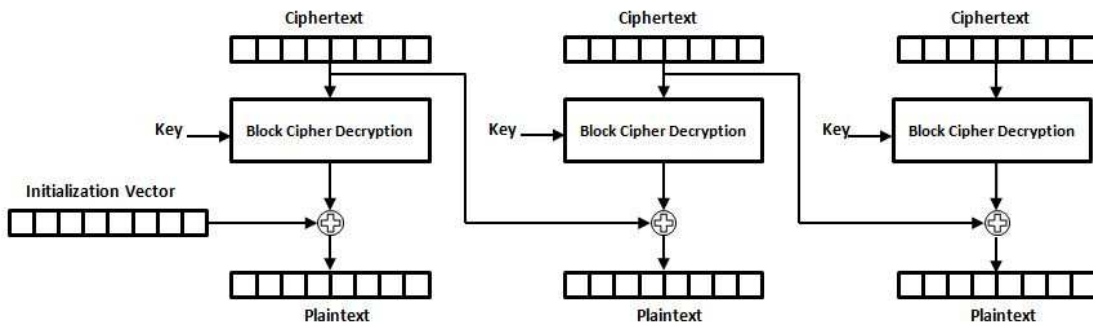 Ciphertext
Ciphertext
Ciphertext
Key
Block Cipher Decryption
Key
Block Cipher Decryption
Key
Block Cipher Decryption
Initialization Vector
Plaintext
Plaintext
Plaintext